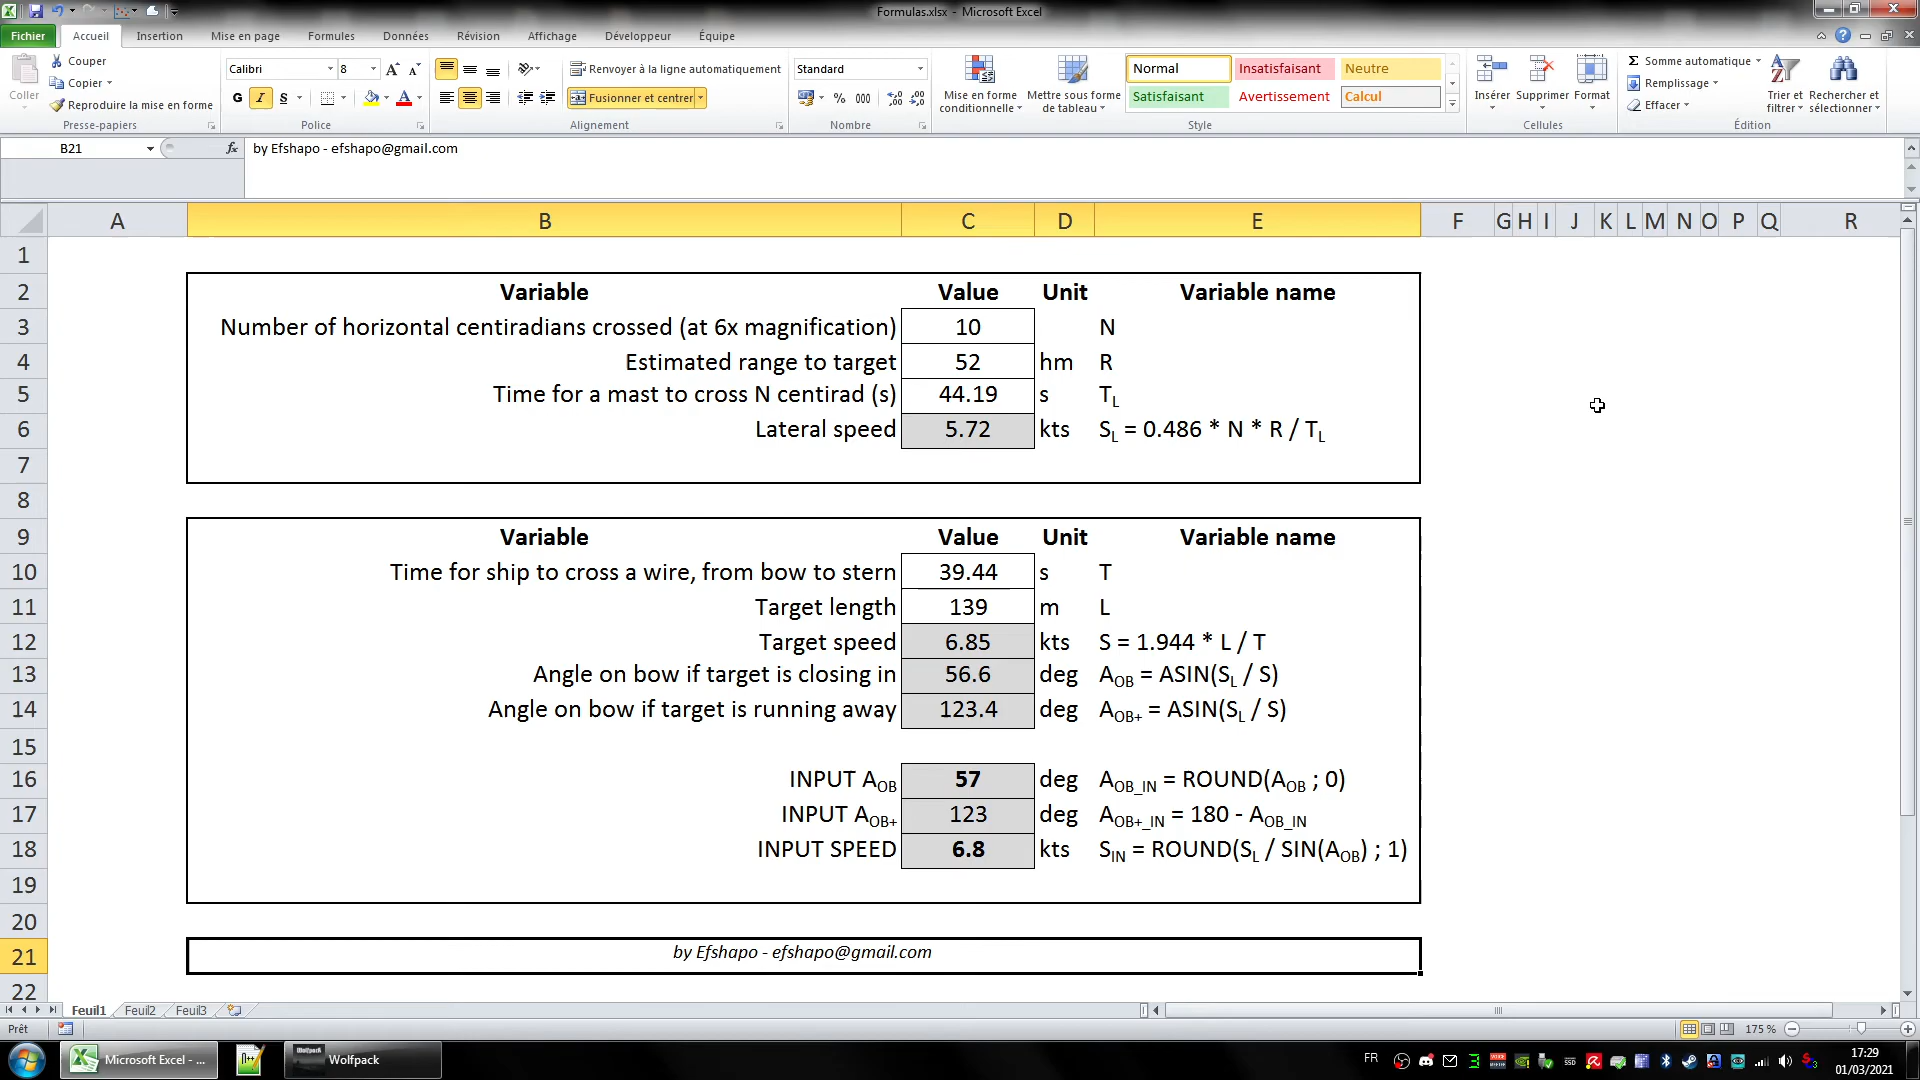 Formulas.xlsx - Microsoft Excel
Fichier Accueil Insertion Mise en page Formules Données Révision Affichage Développeur Équipe
Coller
Couper
Copier
Reproduire la mise en forme
Presse-papiers
Calibri 8
G I S
Police
Renvoyer à la ligne automatiquement
Fusionner et centrer
Alignement
Standard
% 000
Nombre
Mise en forme conditionnelle
Mettre sous forme de tableau
Normal Insatisfaisant Neutre
Satisfaisant Avertissement Calcul
Style
Insérer Supprimer Format
Cellules
Somme automatique
Remplissage
Effacer
Trier et filtrer
Rechercher et sélectionner
Édition
B21 fx by Efshapo - efshapo@gmail.com
A B C D E F G H I J K L M N O P Q R
1
2 Variable Value Unit Variable name
3 Number of horizontal centiradians crossed (at 6x magnification) 10 N
4 Estimated range to target 52 hm R
5 Time for a mast to cross N centirad (s) 44.19 s TL
6 Lateral speed 5.72 kts SL = 0.486 * N * R / TL
7
8
9 Variable Value Unit Variable name
10 Time for ship to cross a wire, from bow to stern 39.44 s T
11 Target length 139 m L
12 Target speed 6.85 kts S = 1.944 * L / T
13 Angle on bow if target is closing in 56.6 deg AOB = ASIN(SL / S)
14 Angle on bow if target is running away 123.4 deg AOB+ = ASIN(SL / S)
15
16 INPUT AOB 57 deg AOB_IN = ROUND(AOB ; 0)
17 INPUT AOB+ 123 deg AOB+_IN = 180 - AOB_IN
18 INPUT SPEED 6.8 kts SIN = ROUND(SL / SIN(AOB) ; 1)
19
20
21 by Efshapo - efshapo@gmail.com
22
Feuil1 Feuil2 Feuil3
Prêt 175 %
Microsoft Excel - ... Wolfpack FR 17:29
01/03/2021